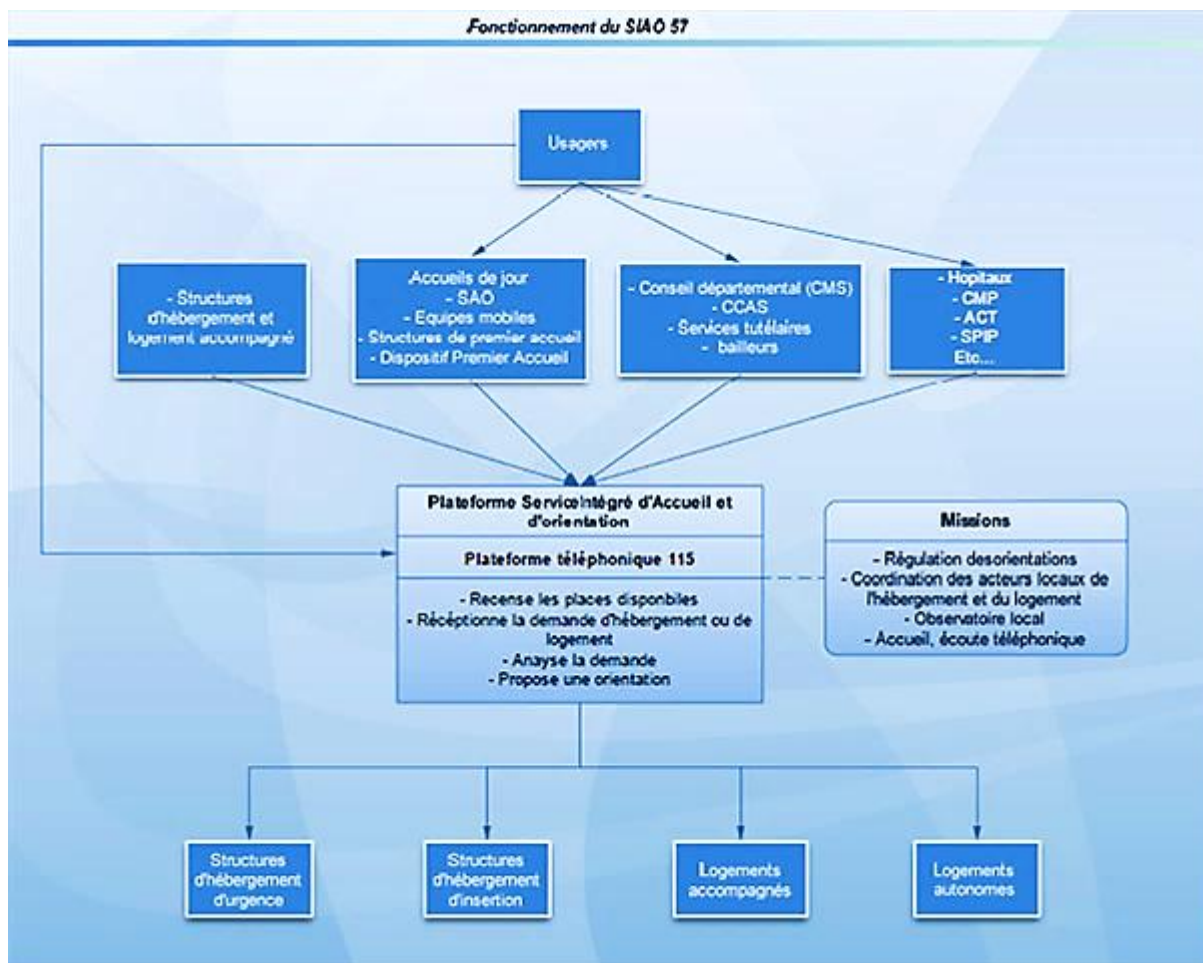 Fonctionnement du SIAO 57
Usagers
- Structures
d'hébergement et
logement accompagné
Accueils de jour
- SAO
- Equipes mobiles
- Structures de premier accueil
- Dispositif Premier Accueil
- Conseil départemental (CMS)
- CCAS
- Services tutélaires
- bailleurs
- Hopitaux
- CMP
- ACT
- SPIP
Etc...
Plateforme ServiceIntégré d'Accueil et
d'orientation
Plateforme téléphonique 115
- Recense les places disponbiles
- Récéptionne la demande d'hébergement ou de
logement
- Anayse la demande
- Propose une orientation
Missions
- Régulation desorientations
- Coordination des acteurs locaux de
l'hébergement et du logement
- Observatoire local
- Accueil, écoute téléphonique
Structures
d'hébergement
d'urgence
Structures
d'hébergement
d'insertion
Logements
accompagnés
Logements
autonomes